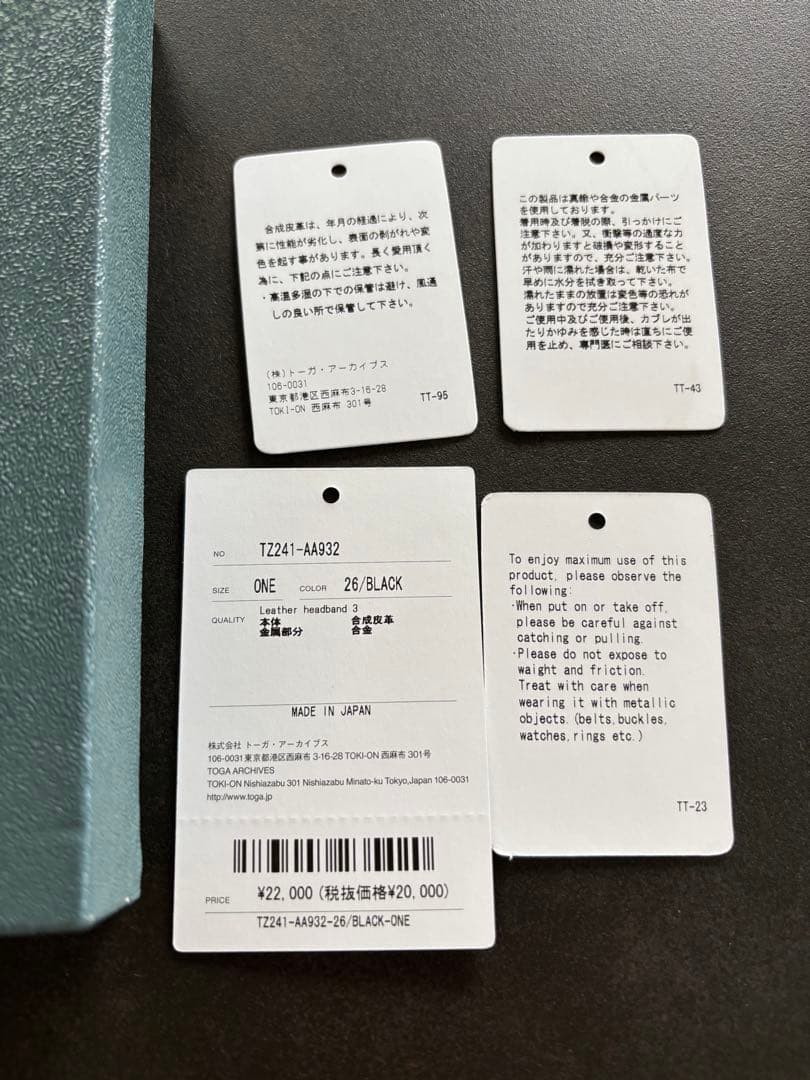 合成皮革は、年月の経過により、次
第に性能が劣化し、表面の剥がれや変
色を起す事があります。長く愛用頂く
為に、下記の点にご注意下さい。
・高温多湿の下での保管は避け、風通
しの良い所で保管して下さい。
(株)トーガ・アーカイブス
106-0031
東京都港区西麻布3-16-28
TOKI-ON 西麻布 301号
TT-95
この製品は真鍮や合金の金属パーツ
を使用しております。
着用時及び着脱の際、引っかけにご
注意下さい。又、衝撃等の過度な力
が加わりますと破損や変形すること
がありますので、充分ご注意下さい。
汗や雨に濡れた場合は、乾いた布で
早めに水分を拭き取って下さい。
濡れたままの放置は変色等の恐れが
ありますので充分ご注意下さい。
ご使用中及びご使用後、カブレが出
たりかゆみを感じた時は直ちにご使
用を止め、専門医にご相談下さい。
TT-43
NO TZ241-AA932
SIZE ONE COLOR 26/BLACK
QUALITY Leather headband 3
本体 合成皮革
金属部分 合金
MADE IN JAPAN
株式会社 トーガ・アーカイブス
106-0031東京都港区西麻布 3-16-28 TOKI-ON 西麻布 301号
TOGA ARCHIVES
TOKI-ON Nishiazabu 301 Nishiazabu Minato-ku Tokyo,Japan 106-0031
http://www.toga.jp
PRICE ¥22,000(税抜価格¥20,000)
TZ241-AA932-26/BLACK-ONE
To enjoy maximum use of this
product, please observe the
following:
・When put on or take off,
please be careful against
catching or pulling.
・Please do not expose to
waight and friction.
Treat with care when
wearing it with metallic
objects.(belts,buckles,
watches,rings etc.)
TT-23